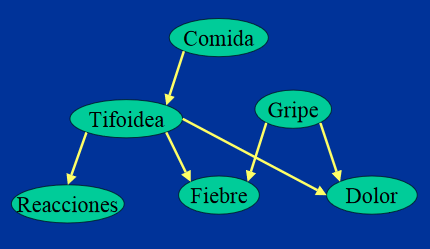 Comida
Gripe
Tifoidea
Reacciones
Fiebre
Dolor